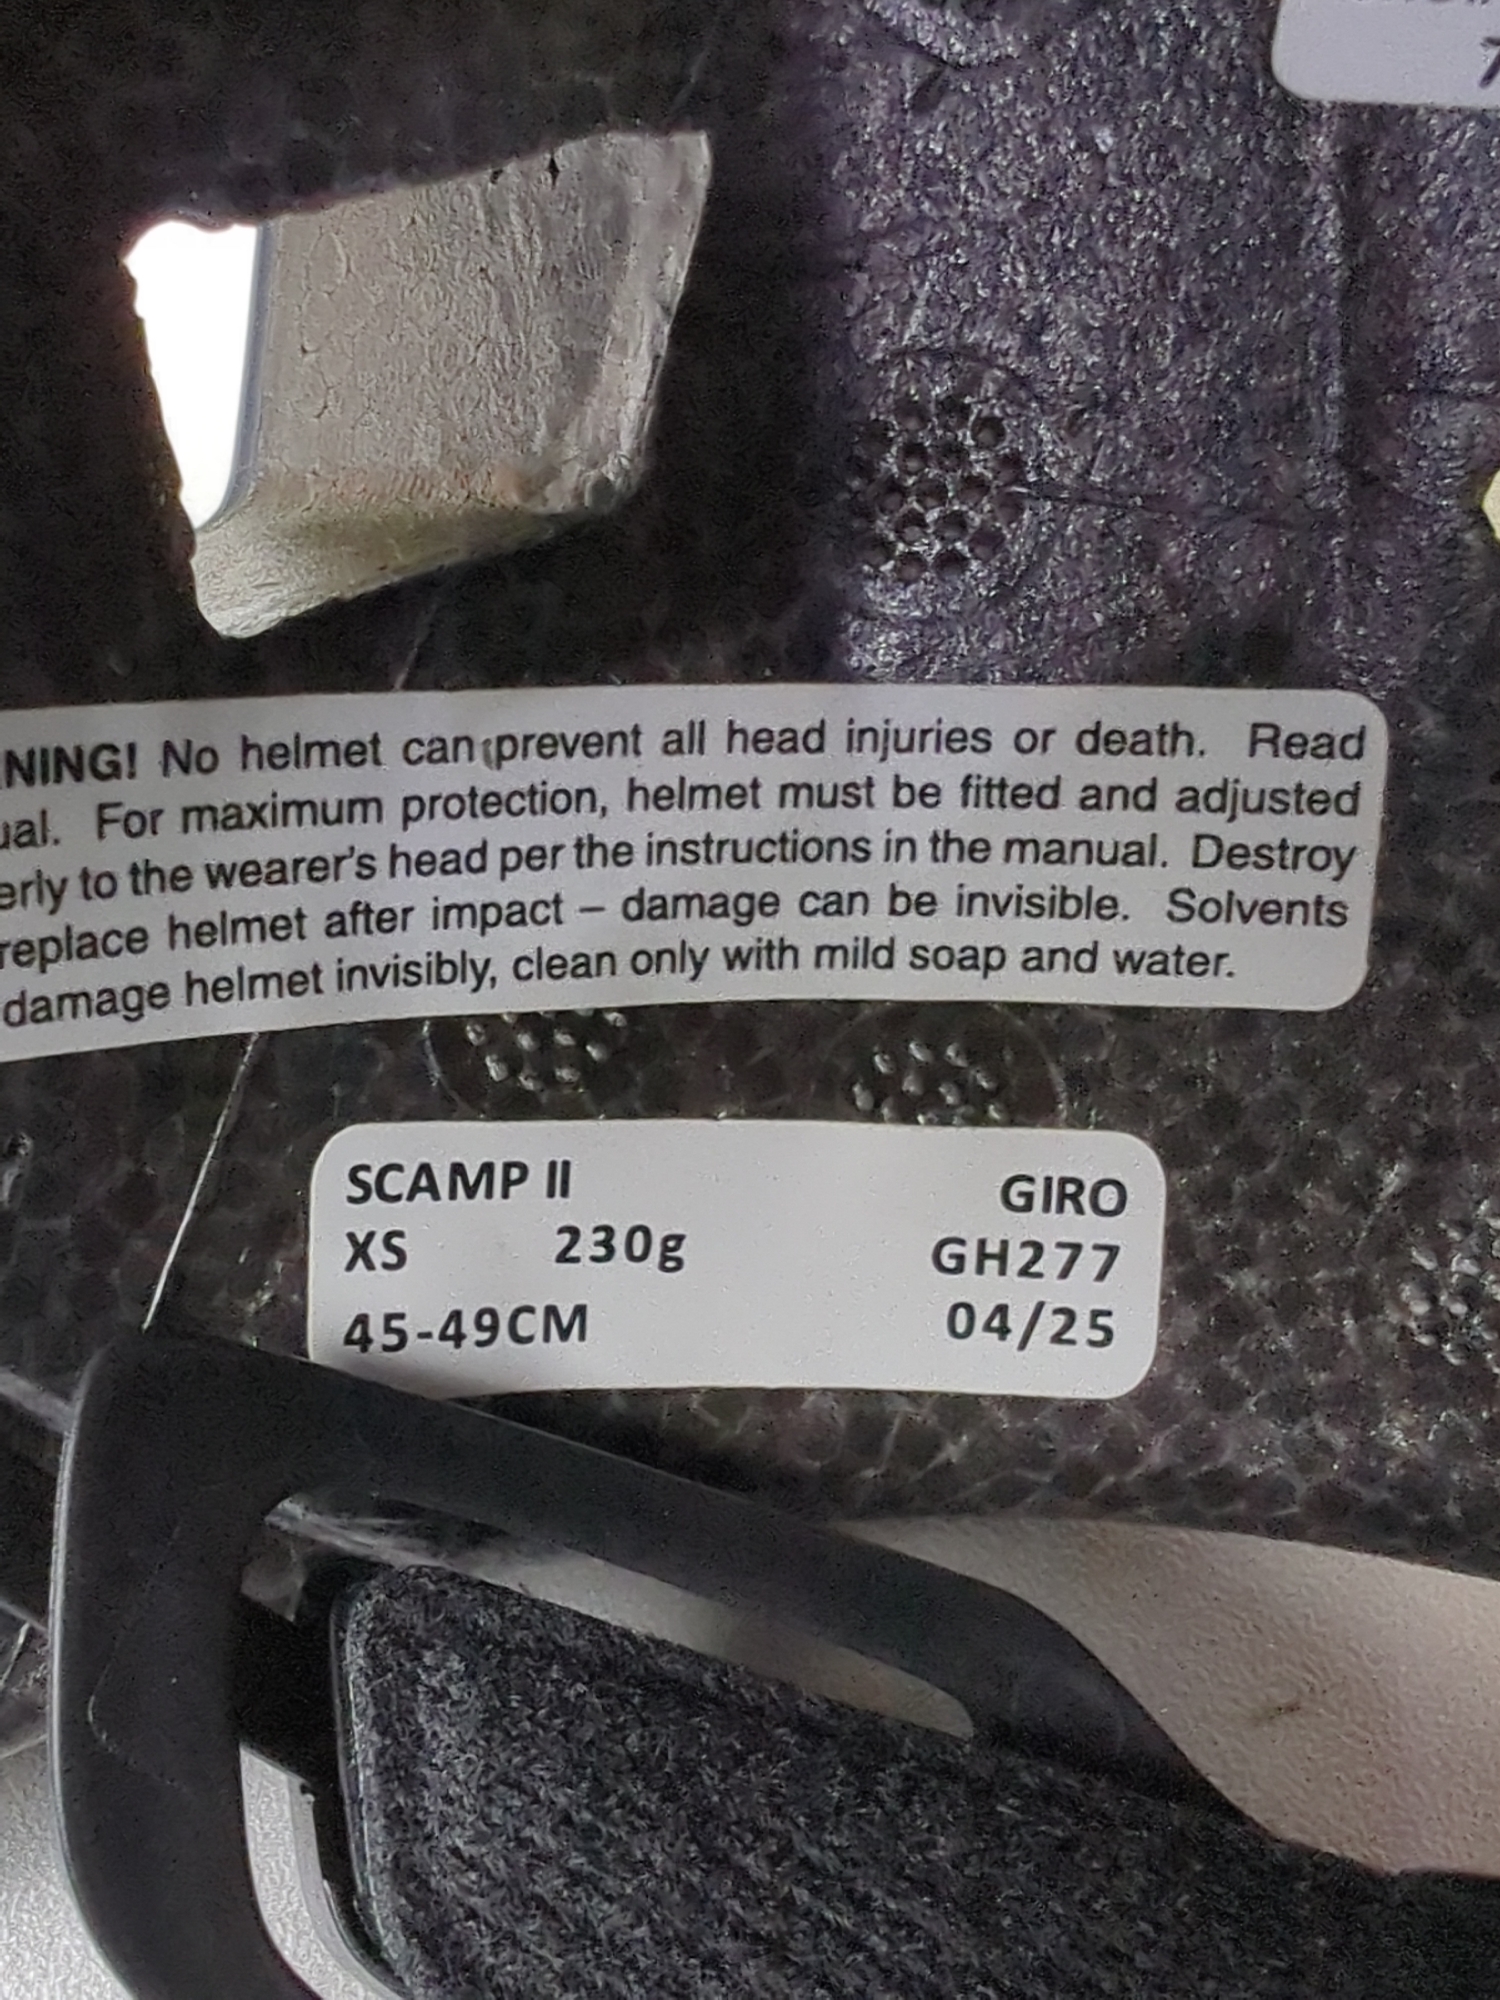 NING! No helmet can prevent all head injuries or death. Read
ual. For maximum protection, helmet must be fitted and adjusted
erly to the wearer's head per the instructions in the manual. Destroy
replace helmet after impact – damage can be invisible. Solvents
damage helmet invisibly, clean only with mild soap and water.
SCAMP II GIRO
XS 230g GH277
45-49CM 04/25